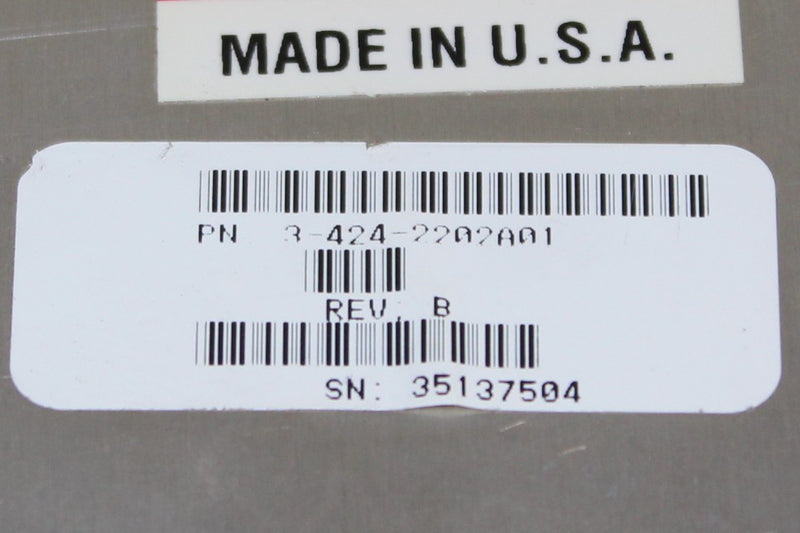 MADE IN U.S.A.
PN 3-424-2202A01
REV. B
SN: 35137504